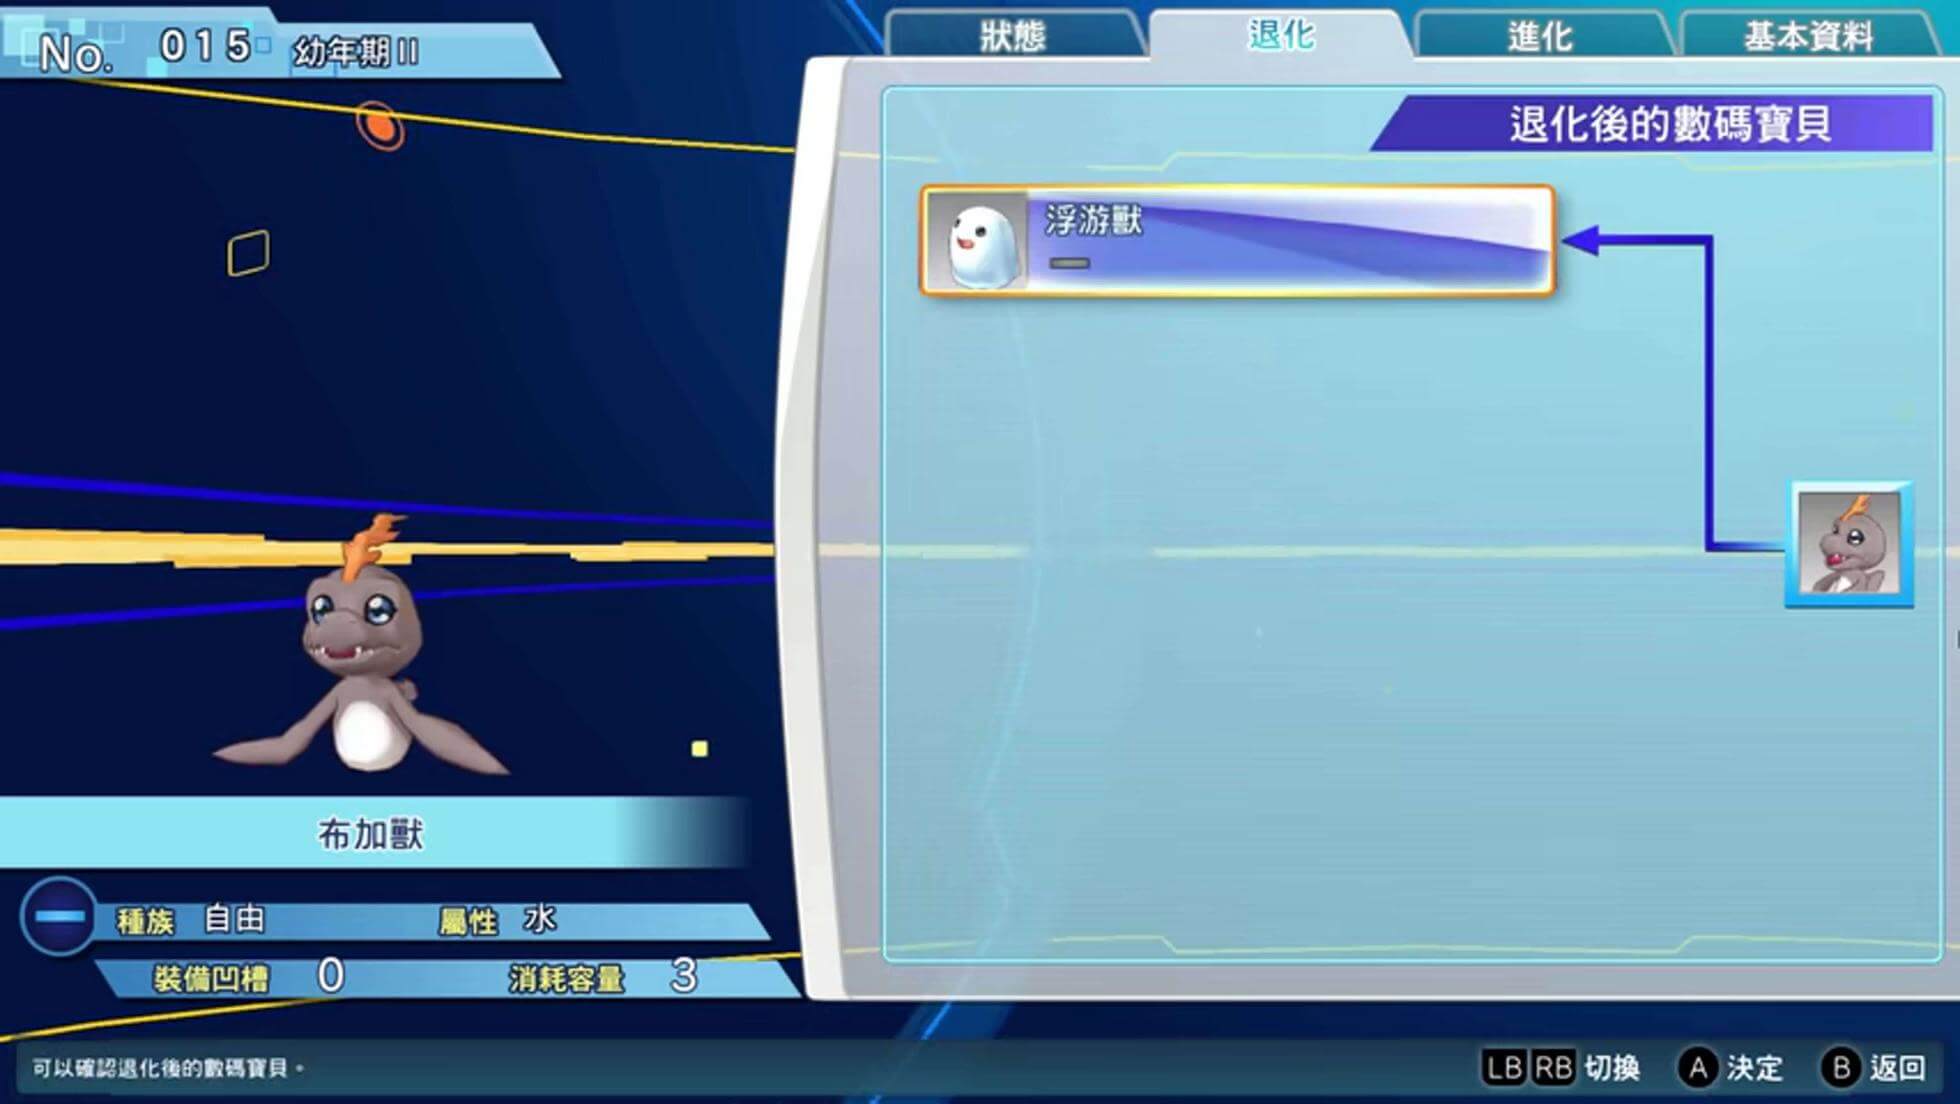 No. 015 幼年期II
狀態 退化 進化 基本資料
退化後的數碼寶貝
浮游獸
布加獸
種族 自由 屬性 水
裝備凹槽 0 消耗容量 3
可以確認退化後的數碼寶貝。
LB RB 切換 A 決定 B 返回